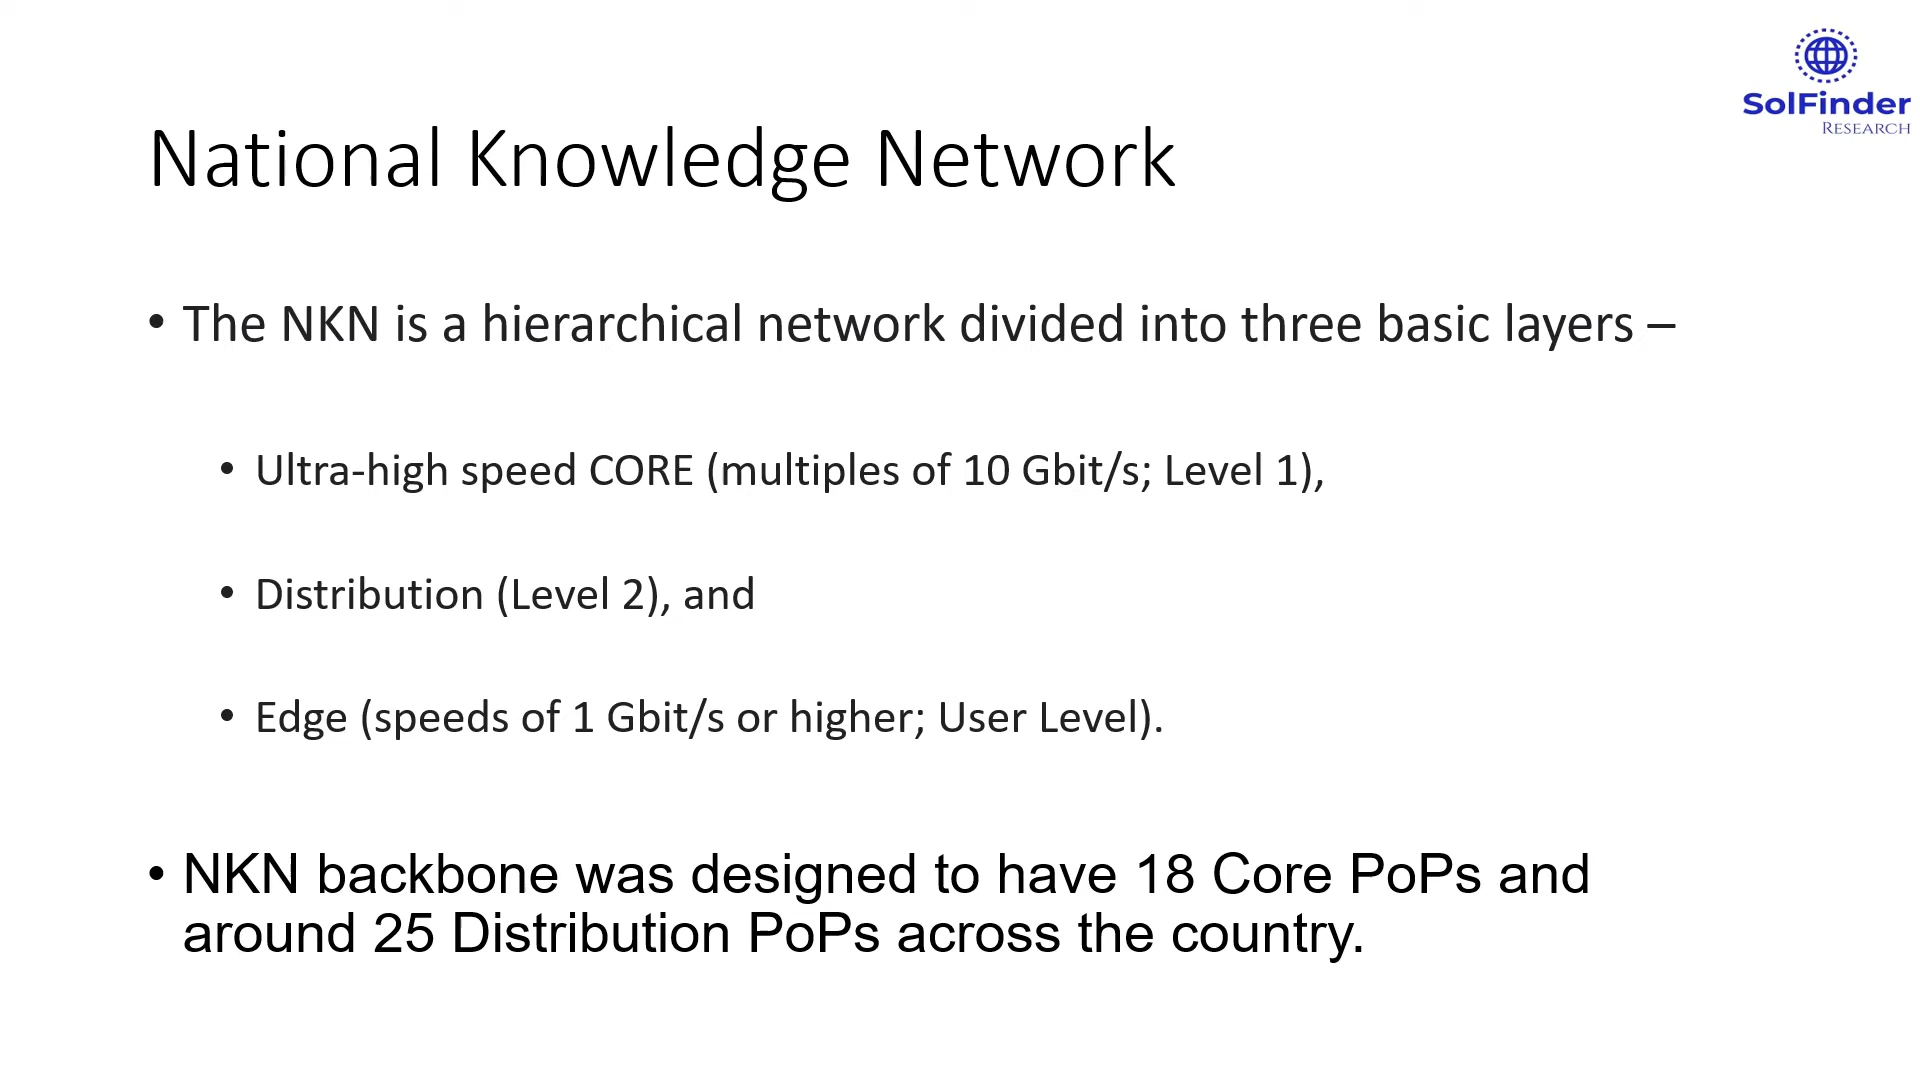 SolFinder
RESEARCH
National Knowledge Network
• The NKN is a hierarchical network divided into three basic layers –
• Ultra-high speed CORE (multiples of 10 Gbit/s; Level 1),
• Distribution (Level 2), and
• Edge (speeds of 1 Gbit/s or higher; User Level).
• NKN backbone was designed to have 18 Core PoPs and
around 25 Distribution PoPs across the country.